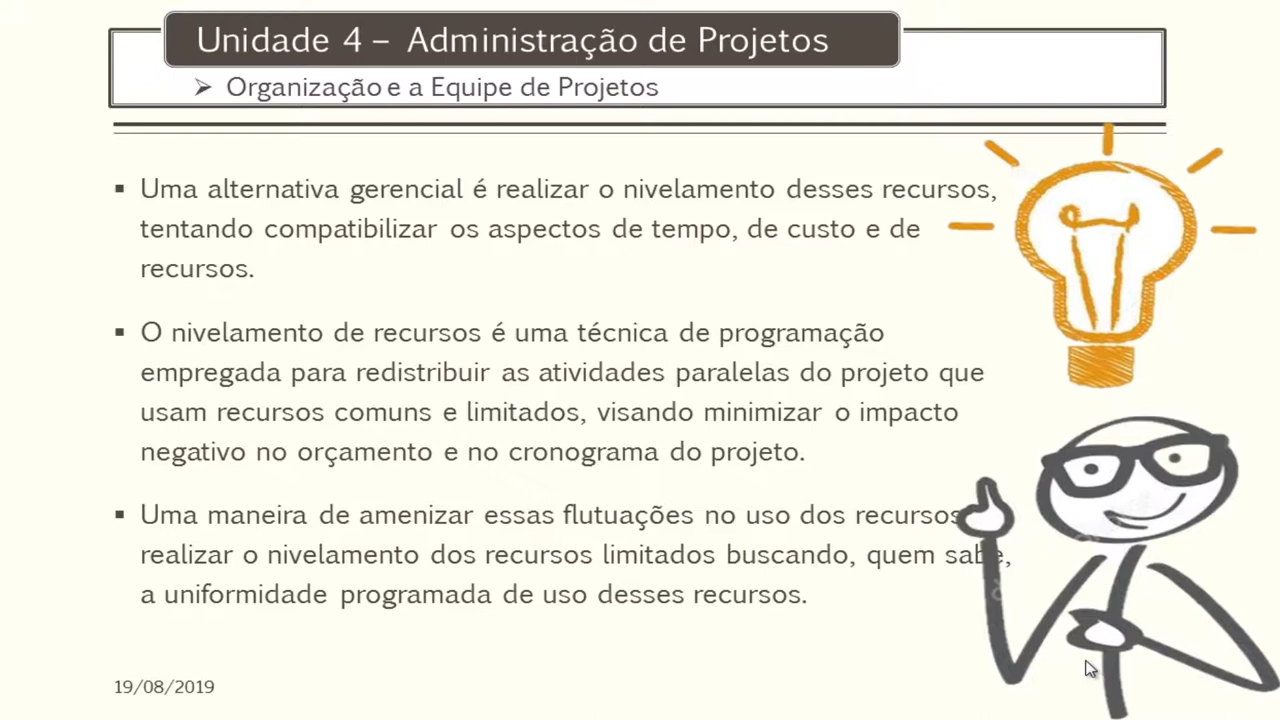 Unidade 4 – Administração de Projetos
Organização e a Equipe de Projetos
Uma alternativa gerencial é realizar o nivelamento desses recursos,
tentando compatibilizar os aspectos de tempo, de custo e de
recursos.
O nivelamento de recursos é uma técnica de programação
empregada para redistribuir as atividades paralelas do projeto que
usam recursos comuns e limitados, visando minimizar o impacto
negativo no orçamento e no cronograma do projeto.
Uma maneira de amenizar essas flutuações no uso dos recursos
realizar o nivelamento dos recursos limitados buscando, quem sabe,
a uniformidade programada de uso desses recursos.
19/08/2019